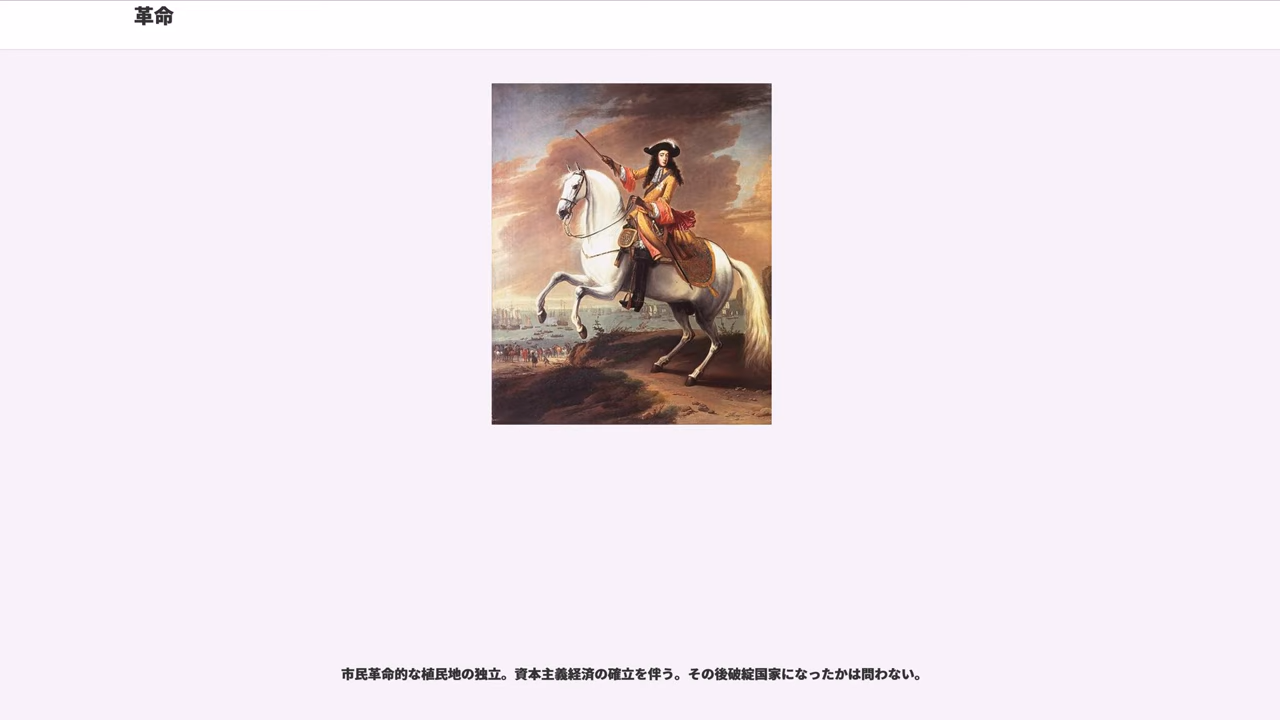 革命
市民革命的な植民地の独立。資本主義経済の確立を伴う。その後破綻国家になったかは問わない。